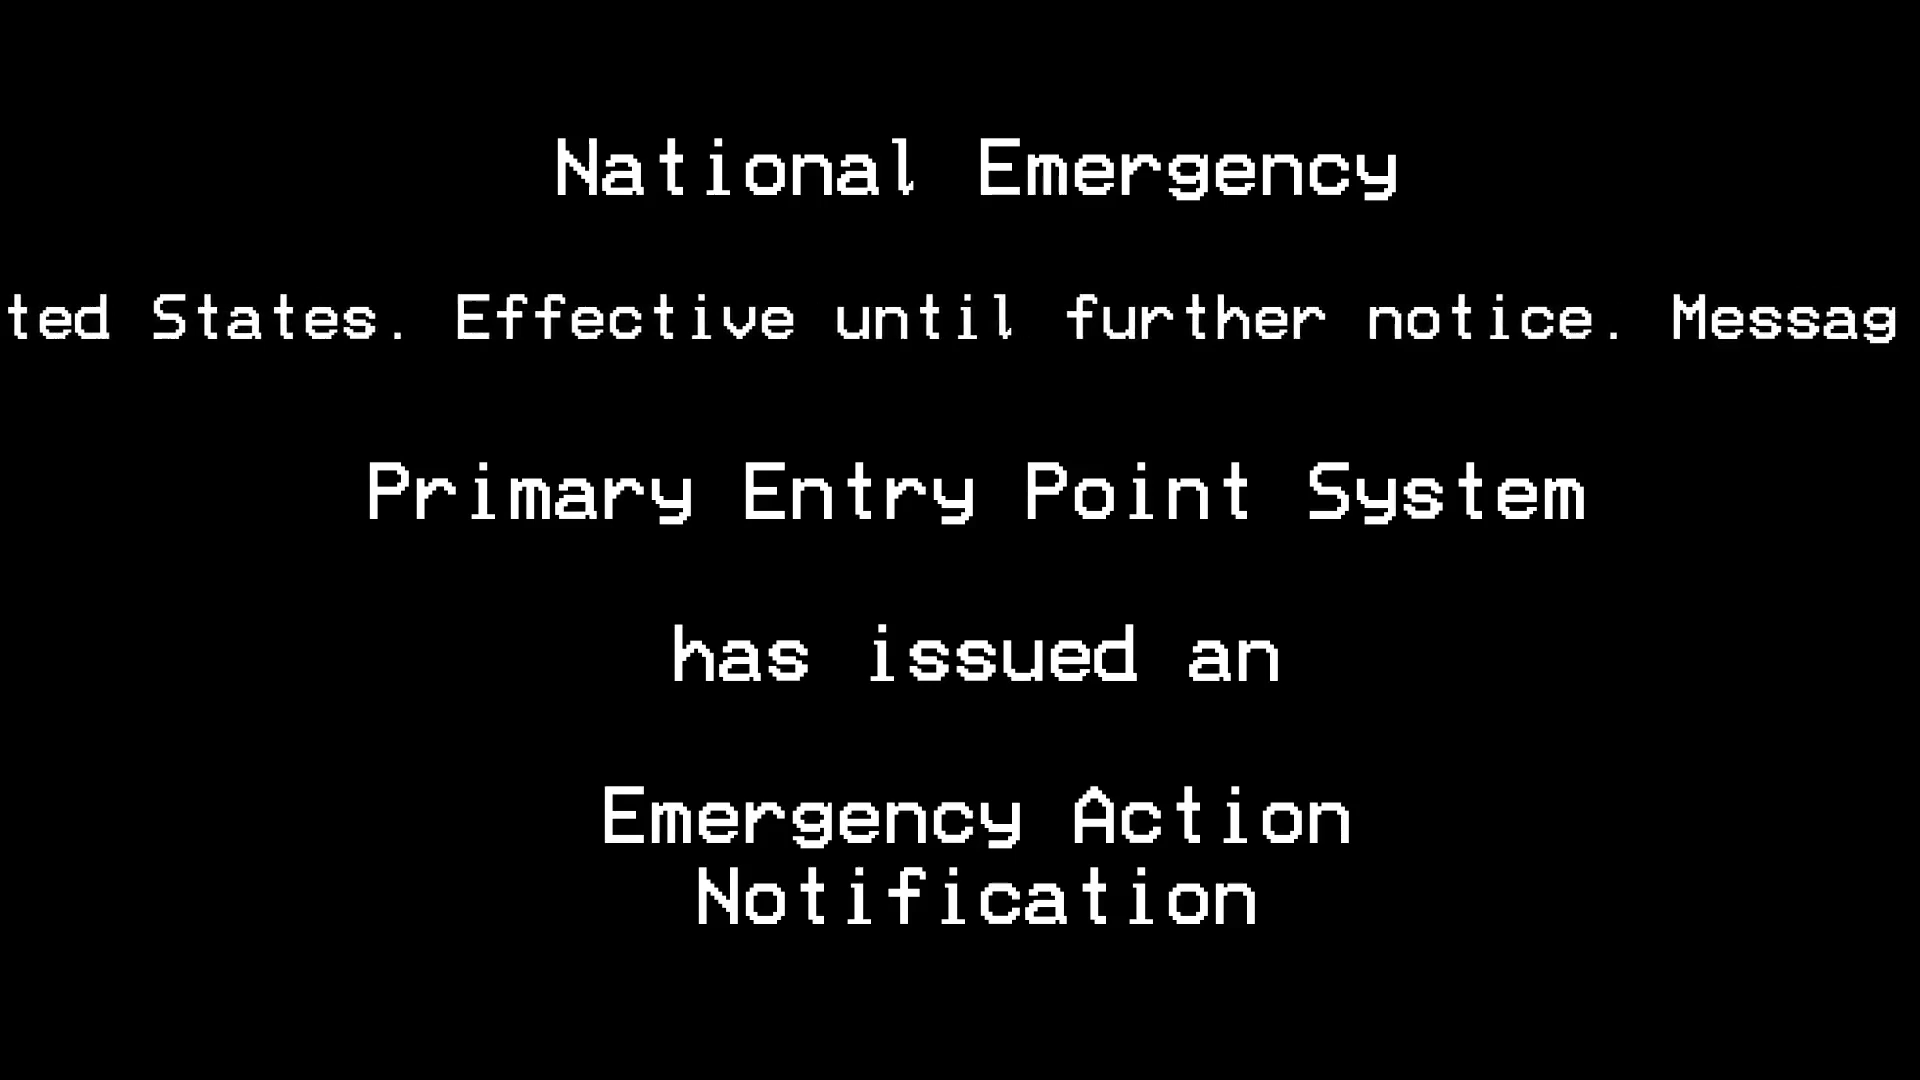 National Emergency
ted States. Effective until further notice. Messag
Primary Entry Point System
has issued an
Emergency Action
Notification